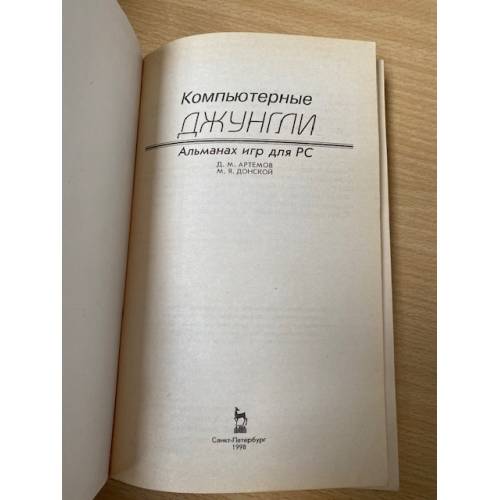 Компьютерные
ДЖУНГЛИ
Альманах игр для PC
Д. М. АРТЕМОВ
М. Я. ДОНСКОЙ
Санкт-Петербург
1998